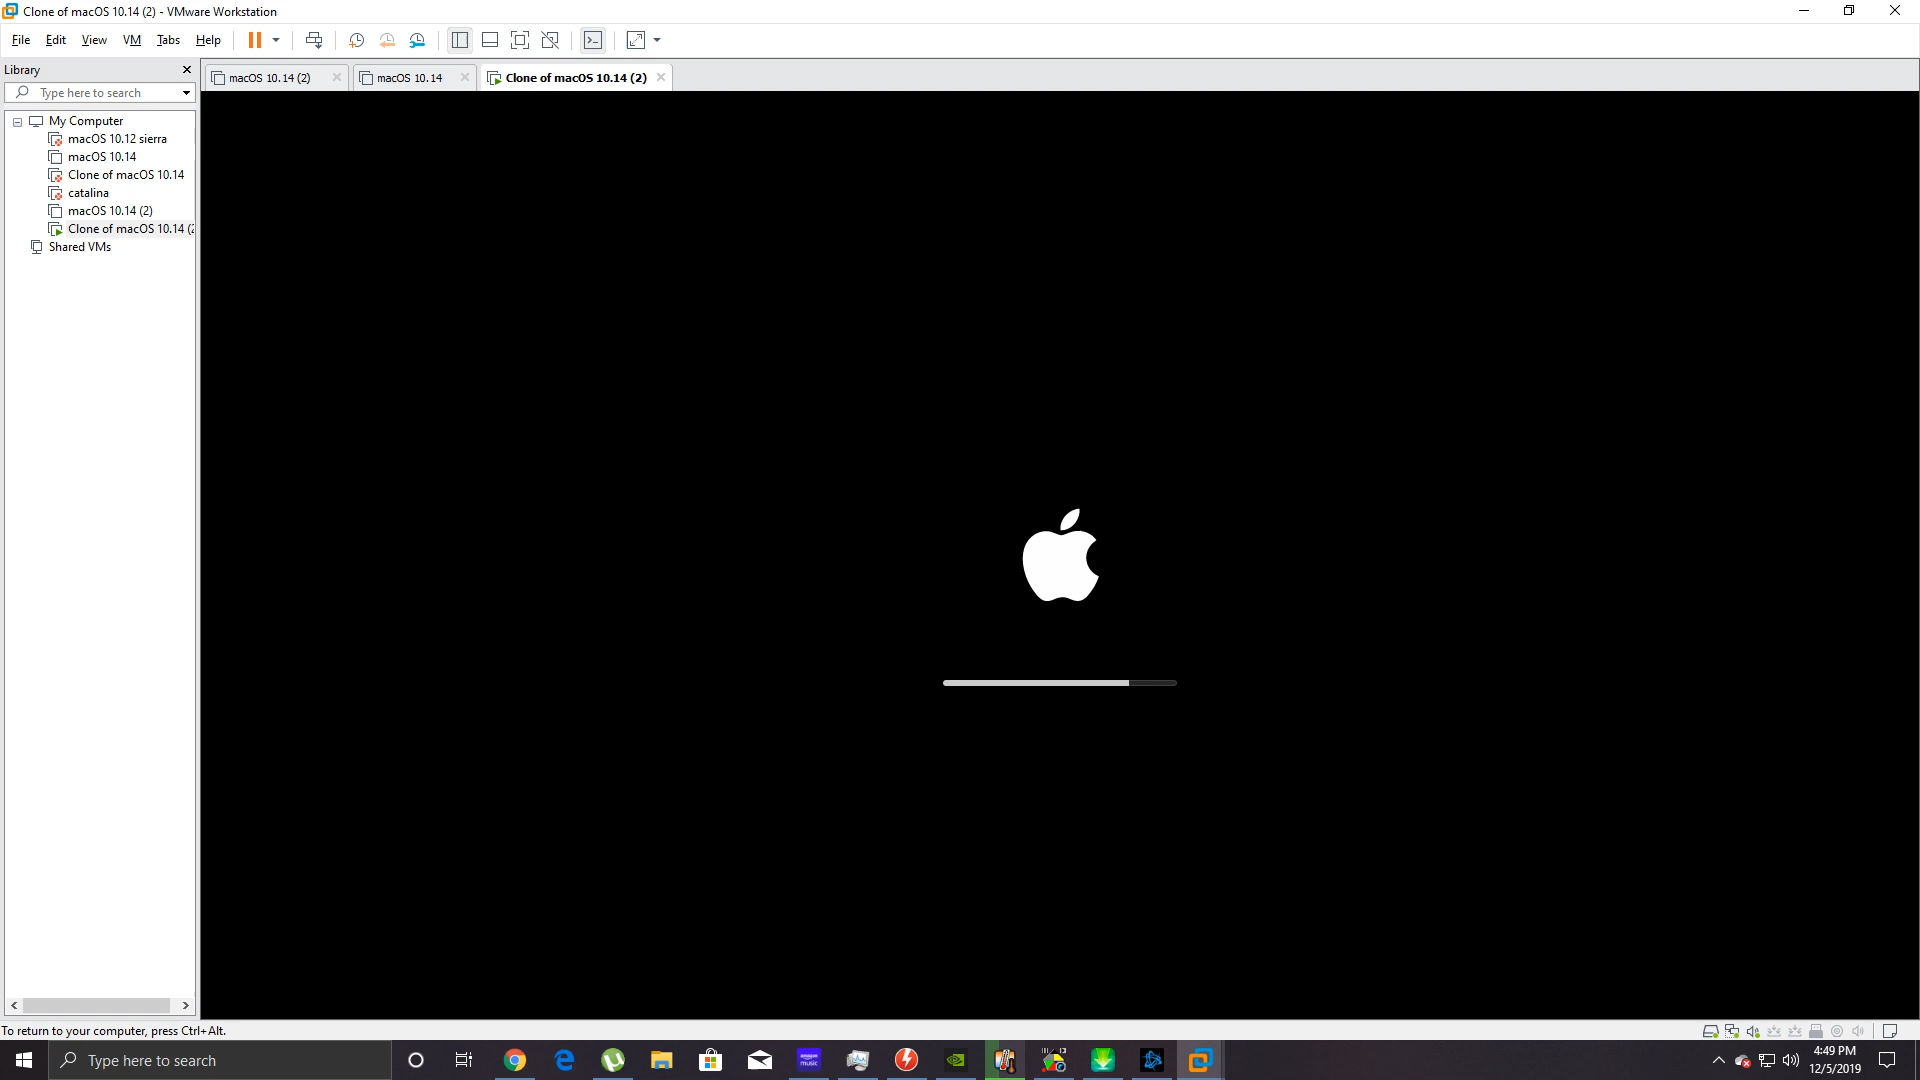 Clone of macOS 10.14 (2) - VMware Workstation
File Edit View VM Tabs Help
Library
macOS 10.14 (2) macOS 10.14 Clone of macOS 10.14 (2)
Type here to search
My Computer
macOS 10.12 sierra
macOS 10.14
Clone of macOS 10.14
catalina
macOS 10.14 (2)
Clone of macOS 10.14 (2
Shared VMs
To return to your computer, press Ctrl+Alt.
Type here to search
amazon music
4:49 PM
12/5/2019